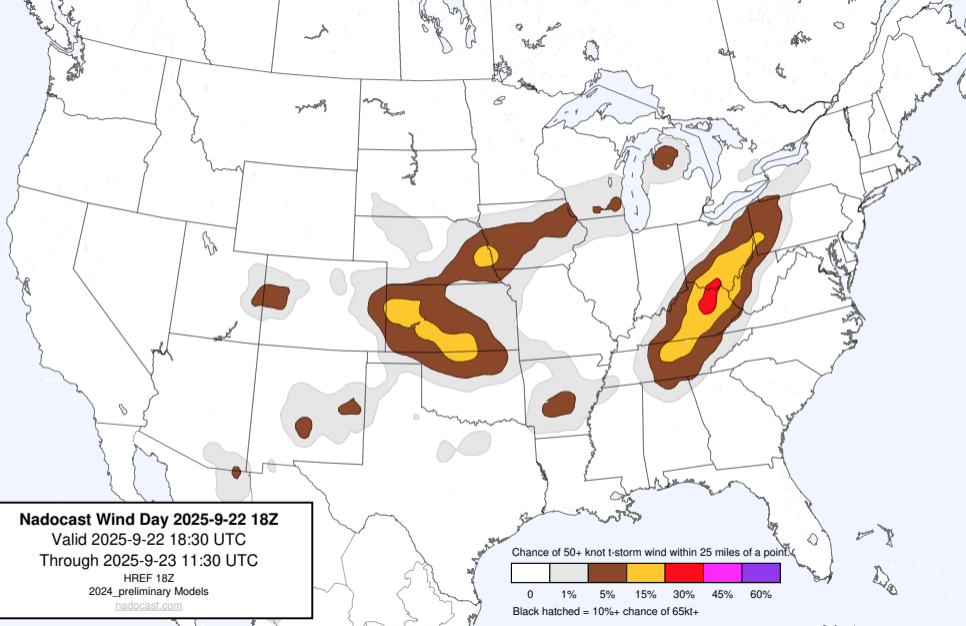 Nadocast Wind Day 2025-9-22 18Z
Valid 2025-9-22 18:30 UTC
Through 2025-9-23 11:30 UTC
HREF 18Z
2024_preliminary Models
nadocast.com
Chance of 50+ knot t-storm wind within 25 miles of a point.
0 1% 5% 15% 30% 45% 60%
Black hatched = 10%+ chance of 65kt+